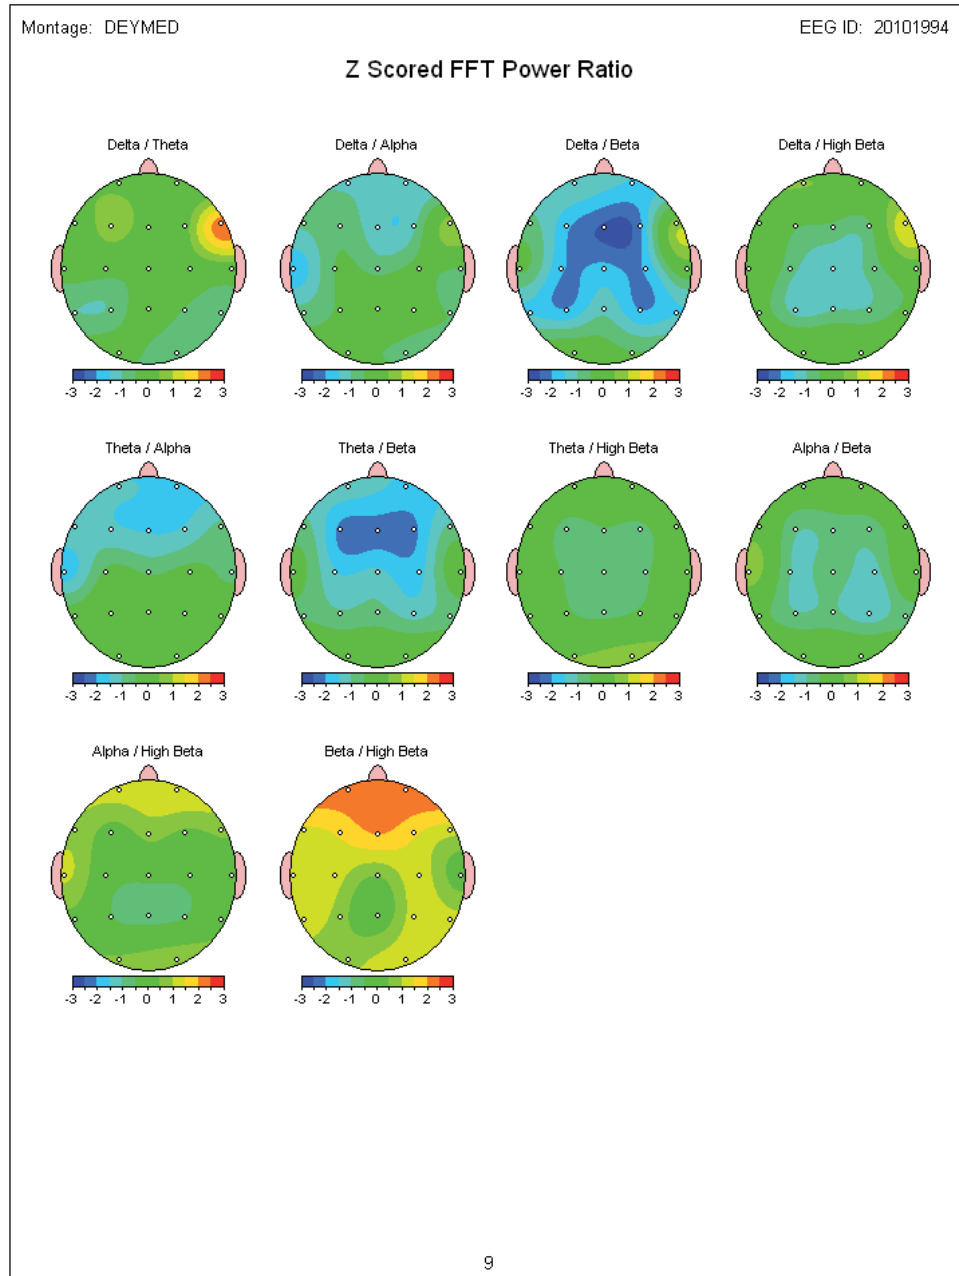 Montage: DEYMED EEG ID: 20101994
Z Scored FFT Power Ratio
Delta / Theta Delta / Alpha Delta / Beta Delta / High Beta
-3 -2 -1 0 1 2 3 -3 -2 -1 0 1 2 3 -3 -2 -1 0 1 2 3 -3 -2 -1 0 1 2 3
Theta / Alpha Theta / Beta Theta / High Beta Alpha / Beta
-3 -2 -1 0 1 2 3 -3 -2 -1 0 1 2 3 -3 -2 -1 0 1 2 3 -3 -2 -1 0 1 2 3
Alpha / High Beta Beta / High Beta
-3 -2 -1 0 1 2 3 -3 -2 -1 0 1 2 3
9